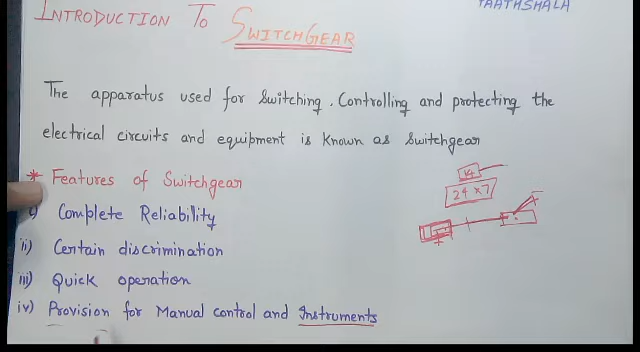 INTRODUCTION TO SWITCHGEAR
PAATHSHALA
The apparatus used for switching, controlling and protecting the
electrical circuits and equipment is known as switchgear
* Features of Switchgear
i) Complete Reliability
ii) Certain discrimination
iii) Quick operation
iv) Provision for Manual control and Instruments
24 x 7